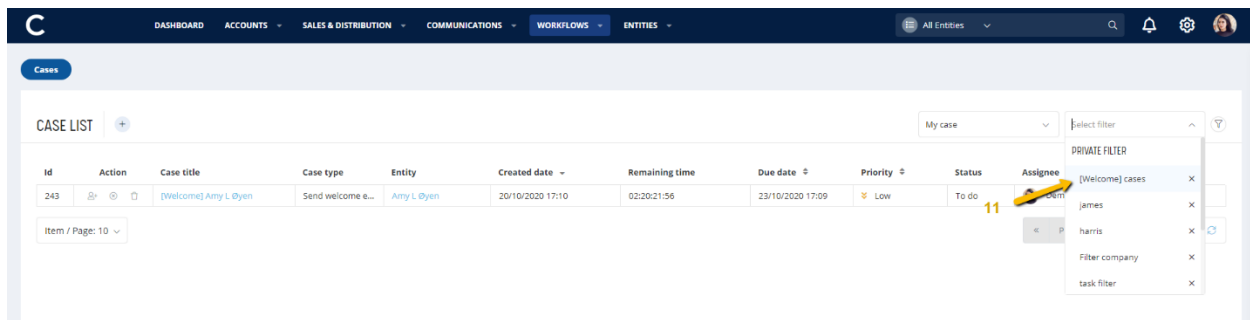 C
DASHBOARD ACCOUNTS SALES & DISTRIBUTION COMMUNICATIONS WORKFLOWS ENTITIES All Entities
Cases
CASE LIST + My case Select filter
PRIVATE FILTER
Id Action Case title Case type Entity Created date Remaining time Due date Priority Status Assignee
[Welcome] cases
243 [Welcome] Amy L Øyen Send welcome e... Amy L Øyen 20/10/2020 17:10 02:20:21:56 23/10/2020 17:09 Low To do
11
james
Item / Page: 10
harris
Filter company
task filter